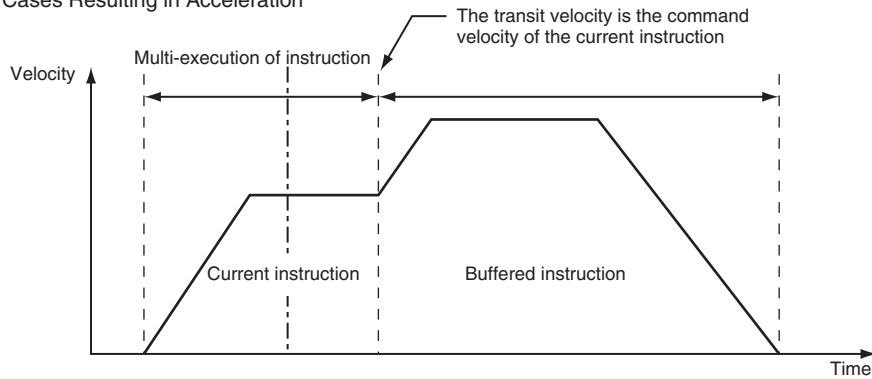 Cases Resulting in Acceleration
The transit velocity is the command
velocity of the current instruction
Multi-execution of instruction
Velocity
Current instruction
Buffered instruction
Time